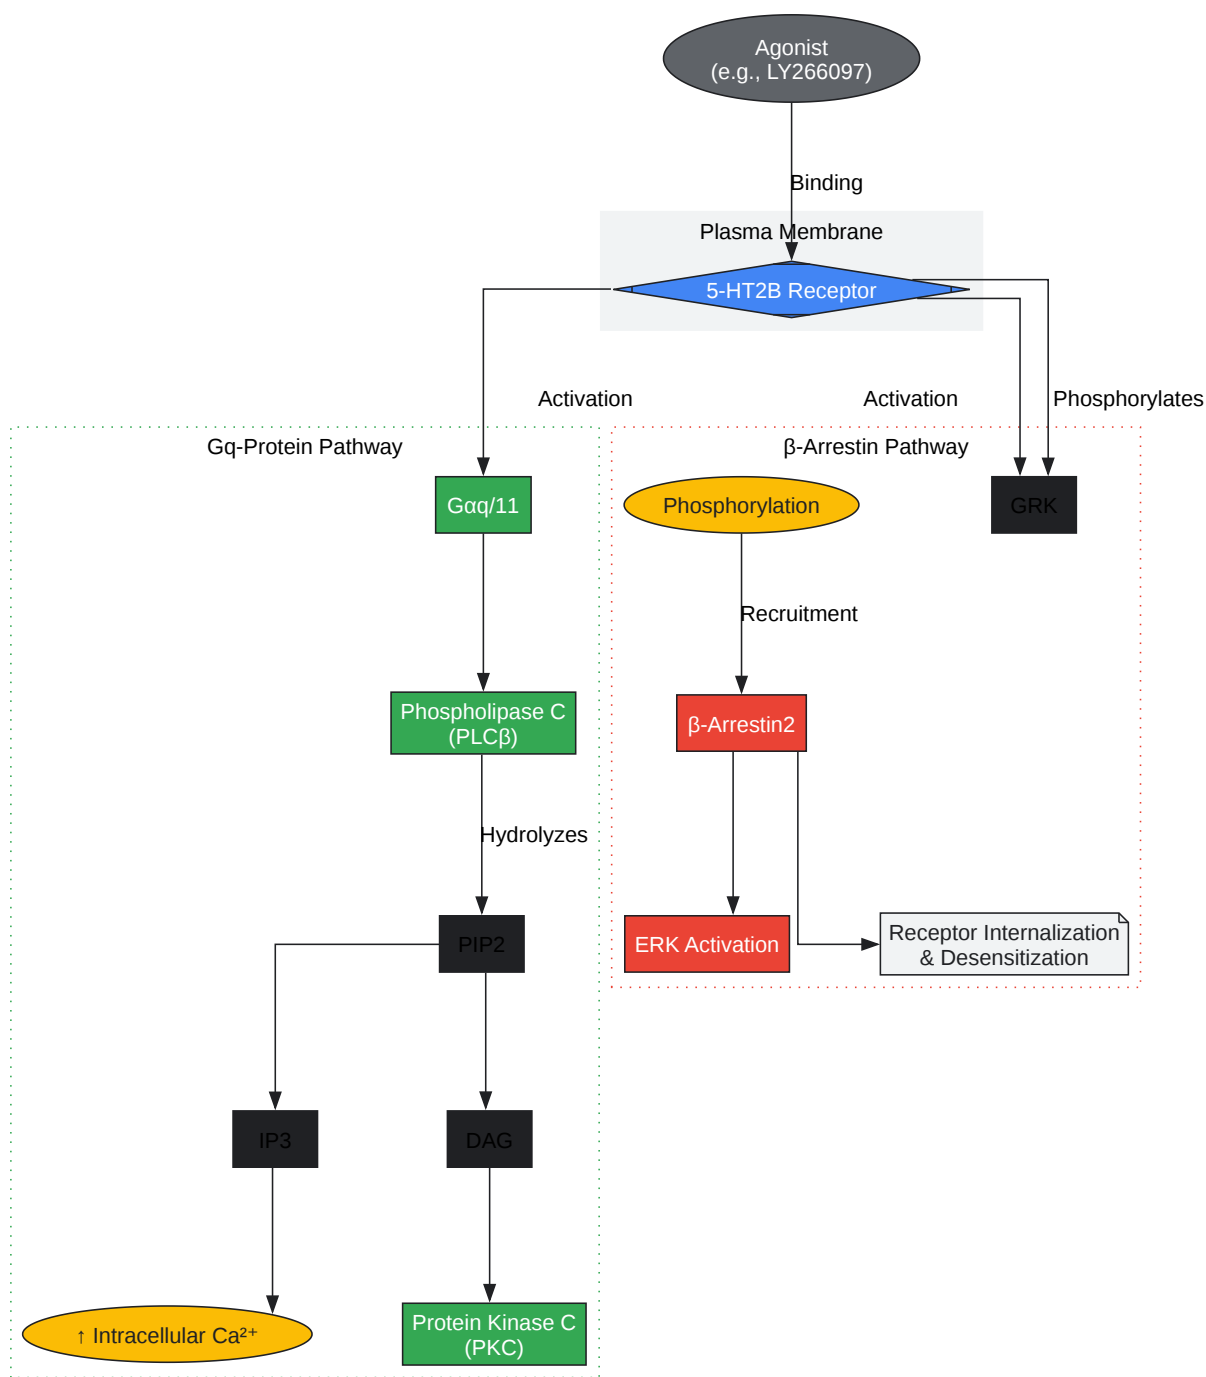 Agonist
(e.g., LY266097)
Binding
Plasma Membrane
5-HT2B Receptor
Activation
Activation
Phosphorylates
Gq-Protein Pathway
β-Arrestin Pathway
Gαq/11
Phosphorylation
GRK
Recruitment
Phospholipase C
(PLCβ)
β-Arrestin2
Hydrolyzes
PIP2
ERK Activation
Receptor Internalization
& Desensitization
IP3
DAG
↑ Intracellular Ca²⁺
Protein Kinase C
(PKC)